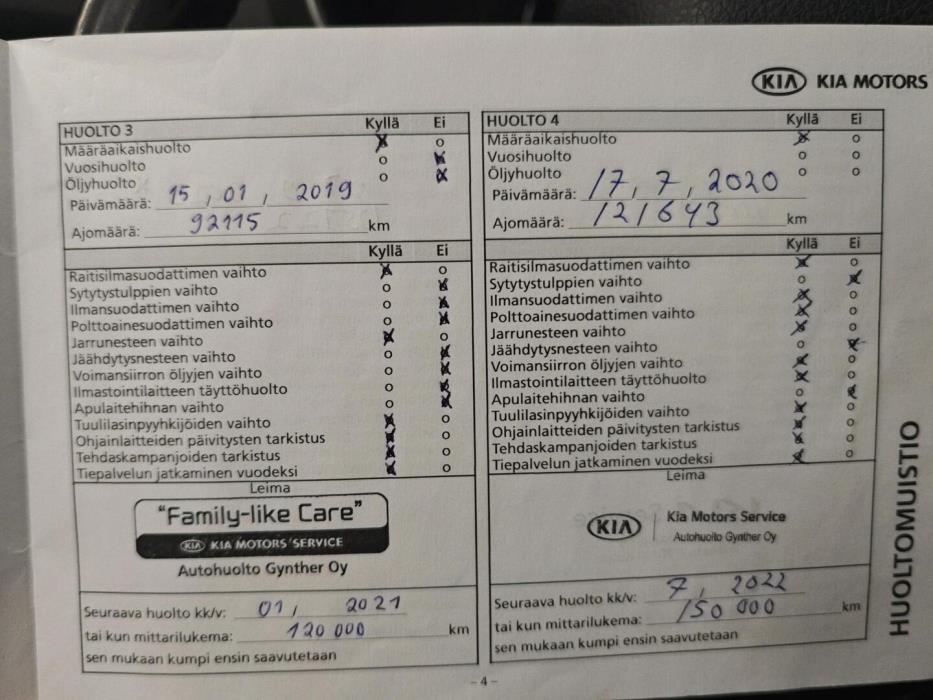 KIA KIA MOTORS
HUOLTO 3 Kyllä Ei
Määräaikaishuolto x o
Vuosihuolto o x
Öljyhuolto o x
Päivämäärä: 15, 01, 2019
Ajomäärä: 92115 km
Kyllä Ei
Raitisilmasuodattimen vaihto x o
Sytytystulppien vaihto o x
Ilmansuodattimen vaihto o x
Polttoainesuodattimen vaihto o x
Jarrunesteen vaihto x o
Jäähdytysnesteen vaihto o x
Voimansiirron öljyjen vaihto o x
Ilmastointilaitteen täyttöhuolto o x
Apulaitehihnan vaihto o x
Tuulilasinpyyhkijöiden vaihto x o
Ohjainlaitteiden päivitysten tarkistus x o
Tehdaskampanjoiden tarkistus x o
Tiepalvelun jatkaminen vuodeksi x o
Leima
"Family-like Care"
KIA KIA MOTORS SERVICE
Autohuolto Gynther Oy
Seuraava huolto kk/v: 01, 2021
tai kun mittarilukema: 120 000 km
sen mukaan kumpi ensin saavutetaan
HUOLTO 4 Kyllä Ei
Määräaikaishuolto x o
Vuosihuolto o o
Öljyhuolto o o
Päivämäärä: 17, 7, 2020
Ajomäärä: 121643 km
Kyllä Ei
Raitisilmasuodattimen vaihto x o
Sytytystulppien vaihto o x
Ilmansuodattimen vaihto x o
Polttoainesuodattimen vaihto x o
Jarrunesteen vaihto x o
Jäähdytysnesteen vaihto o x
Voimansiirron öljyjen vaihto x o
Ilmastointilaitteen täyttöhuolto x o
Apulaitehihnan vaihto o x
Tuulilasinpyyhkijöiden vaihto x o
Ohjainlaitteiden päivitysten tarkistus x o
Tehdaskampanjoiden tarkistus x o
Tiepalvelun jatkaminen vuodeksi x
Leima
KIA Kia Motors Service
Autohuolto Gynther Oy
Seuraava huolto kk/v: 7, 2022
tai kun mittarilukema: 150 000 km
sen mukaan kumpi ensin saavutetaan
HUOLTOMUISTIO
- 4 -